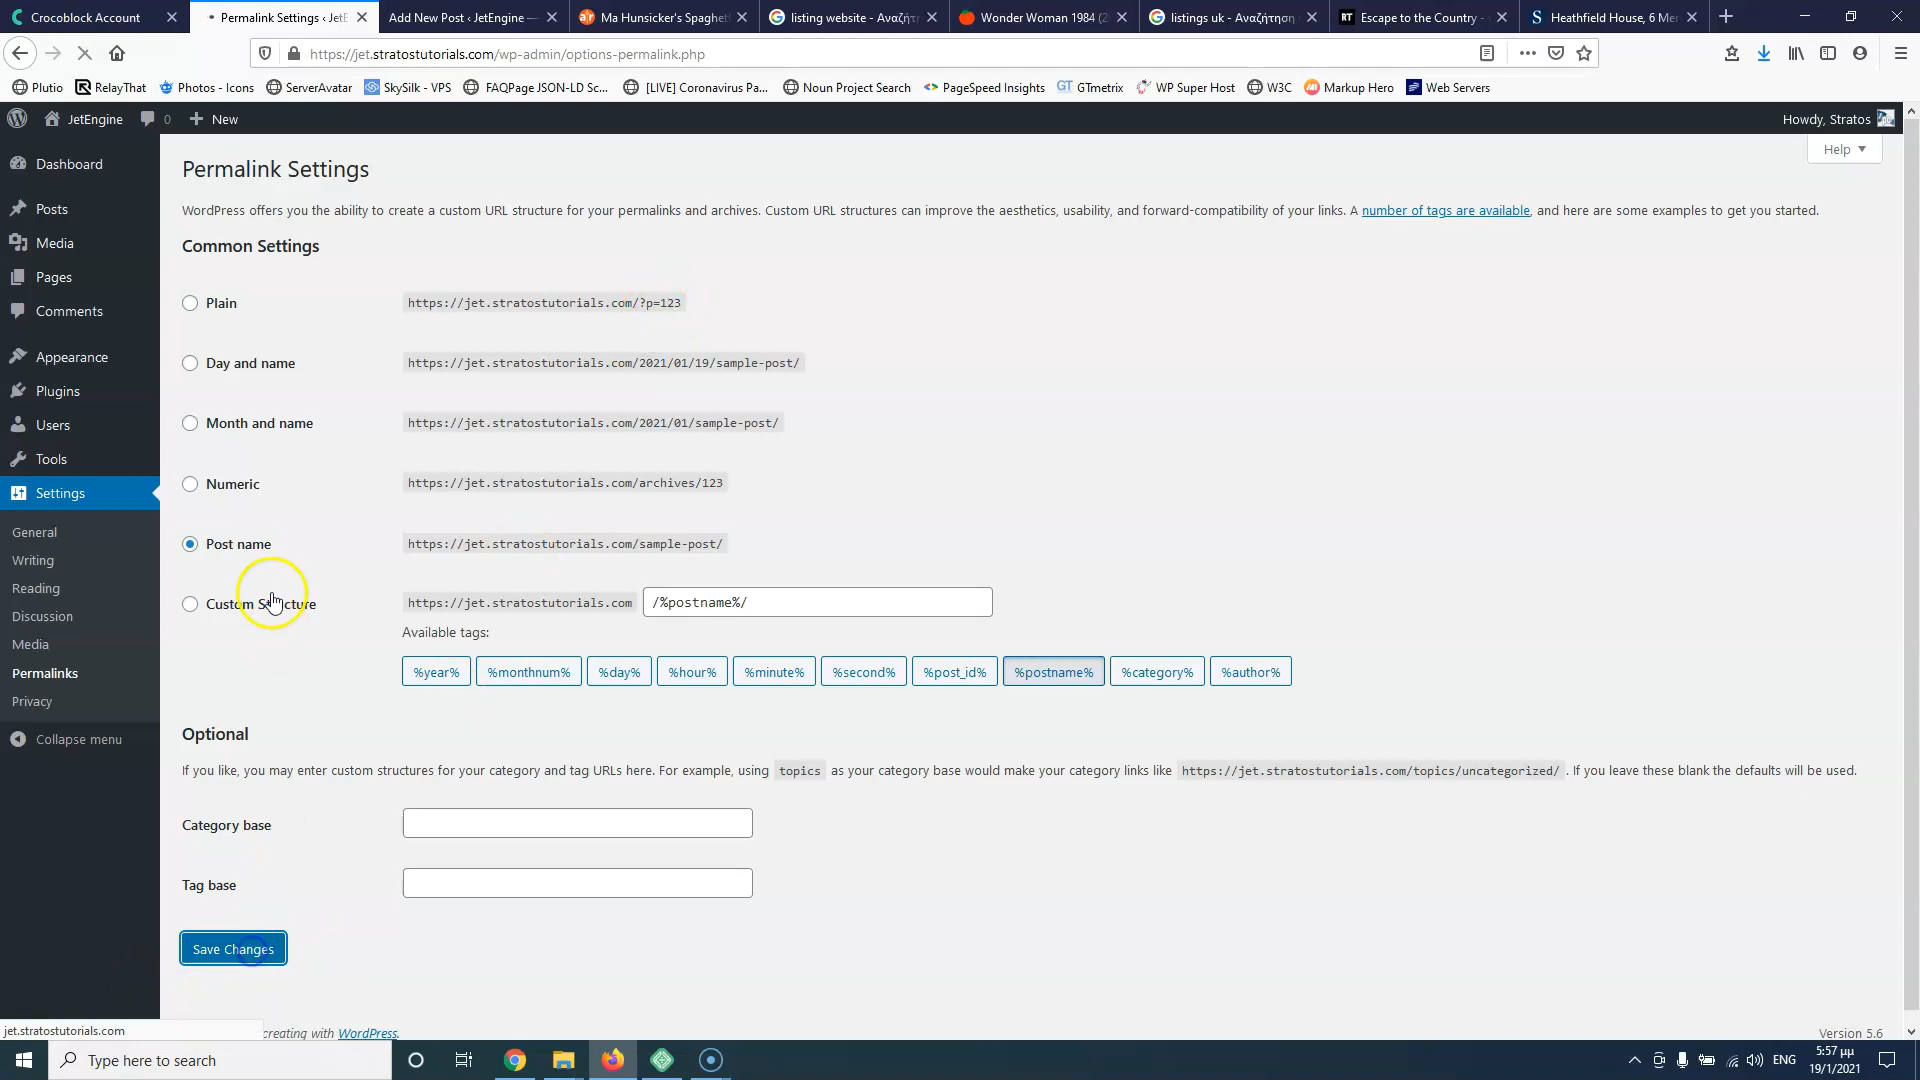 Crocoblock Account
Permalink Settings ‹ JetE
Add New Post ‹ JetEngine —
Ma Hunsicker's Spaghet
listing website - Αναζήτ
Wonder Woman 1984 (2
listings uk - Αναζήτηση
Escape to the Country -
Heathfield House, 6 Me
https://jet.stratostutorials.com/wp-admin/options-permalink.php
Plutio
RelayThat
Photos - Icons
ServerAvatar
SkySilk - VPS
FAQPage JSON-LD Sc...
[LIVE] Coronavirus Pa...
Noun Project Search
PageSpeed Insights
GTmetrix
WP Super Host
W3C
Markup Hero
Web Servers
JetEngine
0
New
Howdy, Stratos
Help
Dashboard
Posts
Media
Pages
Comments
Appearance
Plugins
Users
Tools
Settings
General
Writing
Reading
Discussion
Media
Permalinks
Privacy
Collapse menu
Permalink Settings
WordPress offers you the ability to create a custom URL structure for your permalinks and archives. Custom URL structures can improve the aesthetics, usability, and forward-compatibility of your links. A number of tags are available, and here are some examples to get you started.
Common Settings
Plain https://jet.stratostutorials.com/?p=123
Day and name https://jet.stratostutorials.com/2021/01/19/sample-post/
Month and name https://jet.stratostutorials.com/2021/01/sample-post/
Numeric https://jet.stratostutorials.com/archives/123
Post name https://jet.stratostutorials.com/sample-post/
Custom Structure https://jet.stratostutorials.com /%postname%/
Available tags:
%year% %monthnum% %day% %hour% %minute% %second% %post_id% %postname% %category% %author%
Optional
If you like, you may enter custom structures for your category and tag URLs here. For example, using topics as your category base would make your category links like https://jet.stratostutorials.com/topics/uncategorized/ . If you leave these blank the defaults will be used.
Category base
Tag base
Save Changes
jet.stratostutorials.com
creating with WordPress.
Version 5.6
Type here to search
ENG
5:57 μμ
19/1/2021